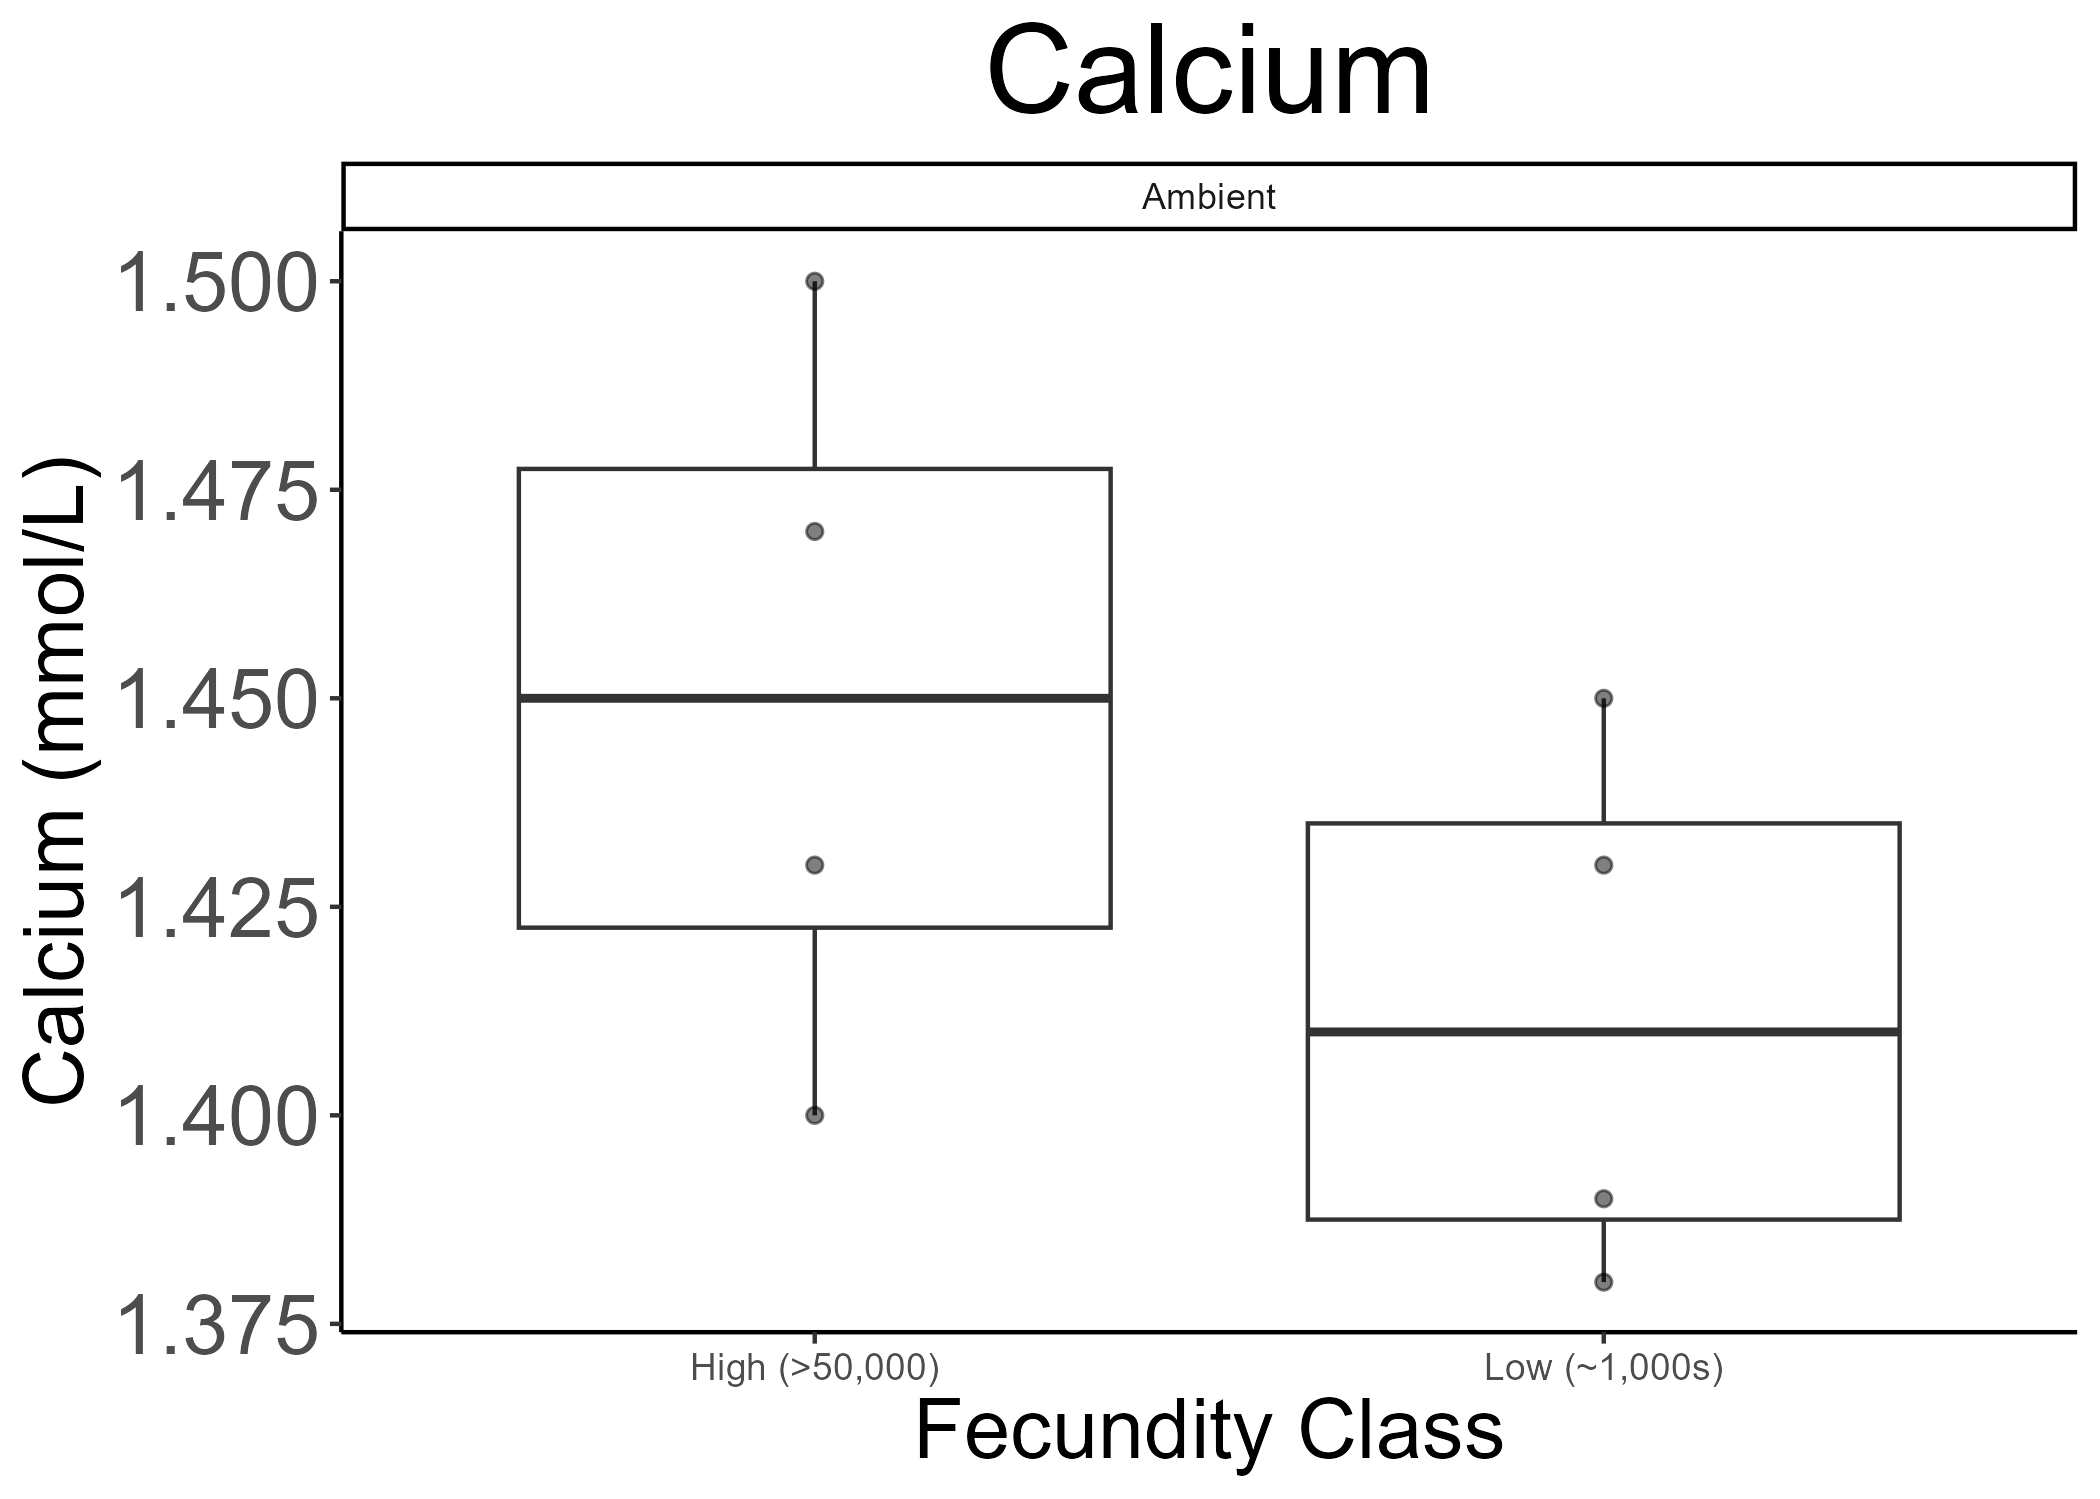 Calcium
Ambient
1.500
1.475
1.450
1.425
1.400
1.375
Calcium (mmol/L)
High (>50,000)
Low (~1,000s)
Fecundity Class